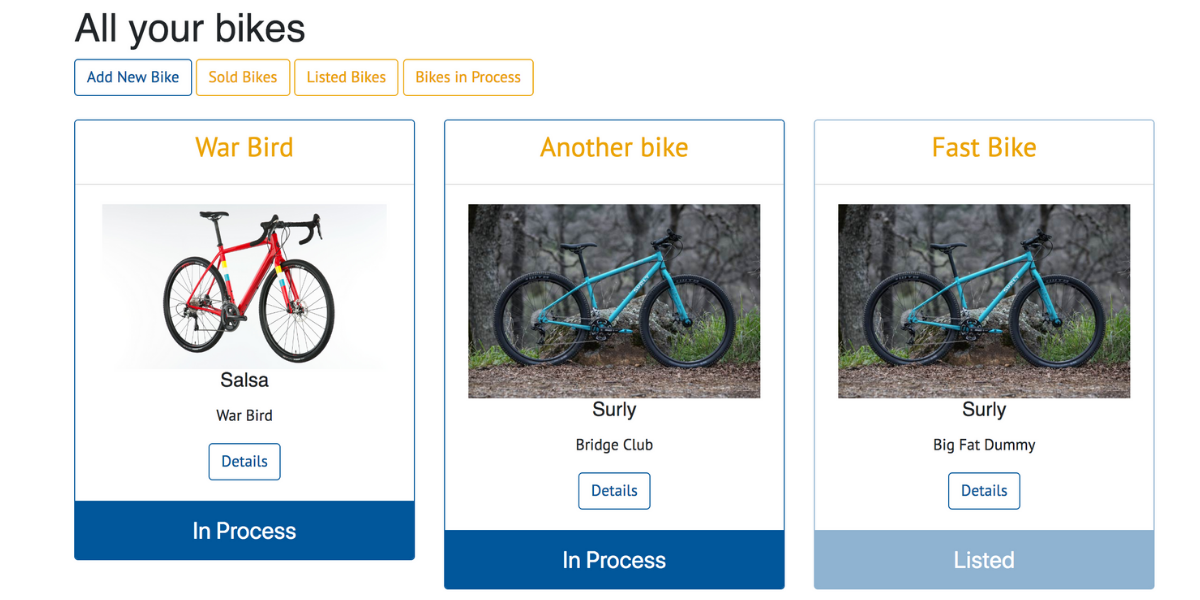 All your bikes
Add New Bike Sold Bikes Listed Bikes Bikes in Process
War Bird
Salsa
War Bird
Details
In Process
Another bike
Surly
Bridge Club
Details
In Process
Fast Bike
Surly
Big Fat Dummy
Details
Listed